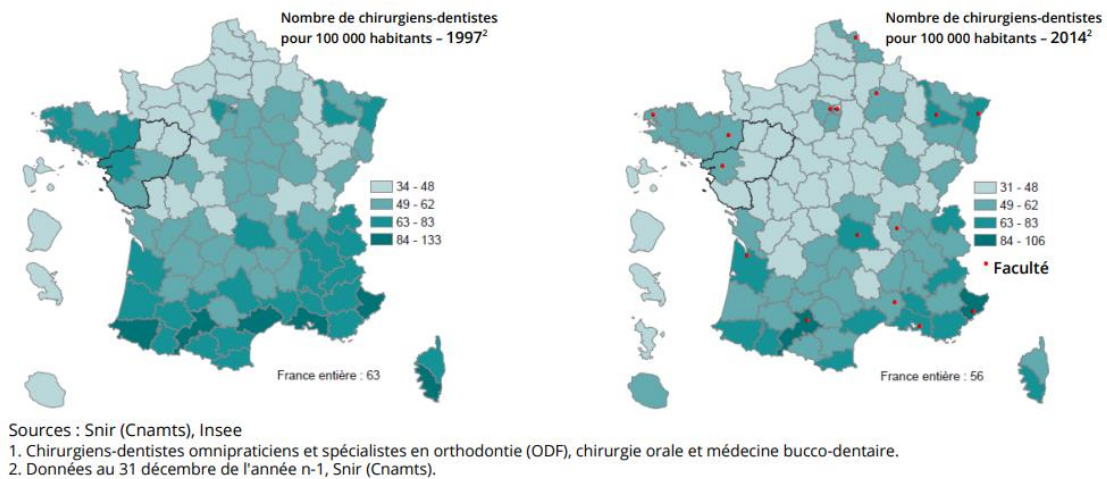 Nombre de chirurgiens-dentistes
pour 100 000 habitants – 1997²
34 - 48
49 - 62
63 - 83
84 - 133
France entière : 63
Nombre de chirurgiens-dentistes
pour 100 000 habitants – 2014²
31 - 48
49 - 62
63 - 83
84 - 106
Faculté
France entière : 56
Sources : Snir (Cnamts), Insee
1. Chirurgiens-dentistes omnipraticiens et spécialistes en orthodontie (ODF), chirurgie orale et médecine bucco-dentaire.
2. Données au 31 décembre de l'année n-1, Snir (Cnamts).